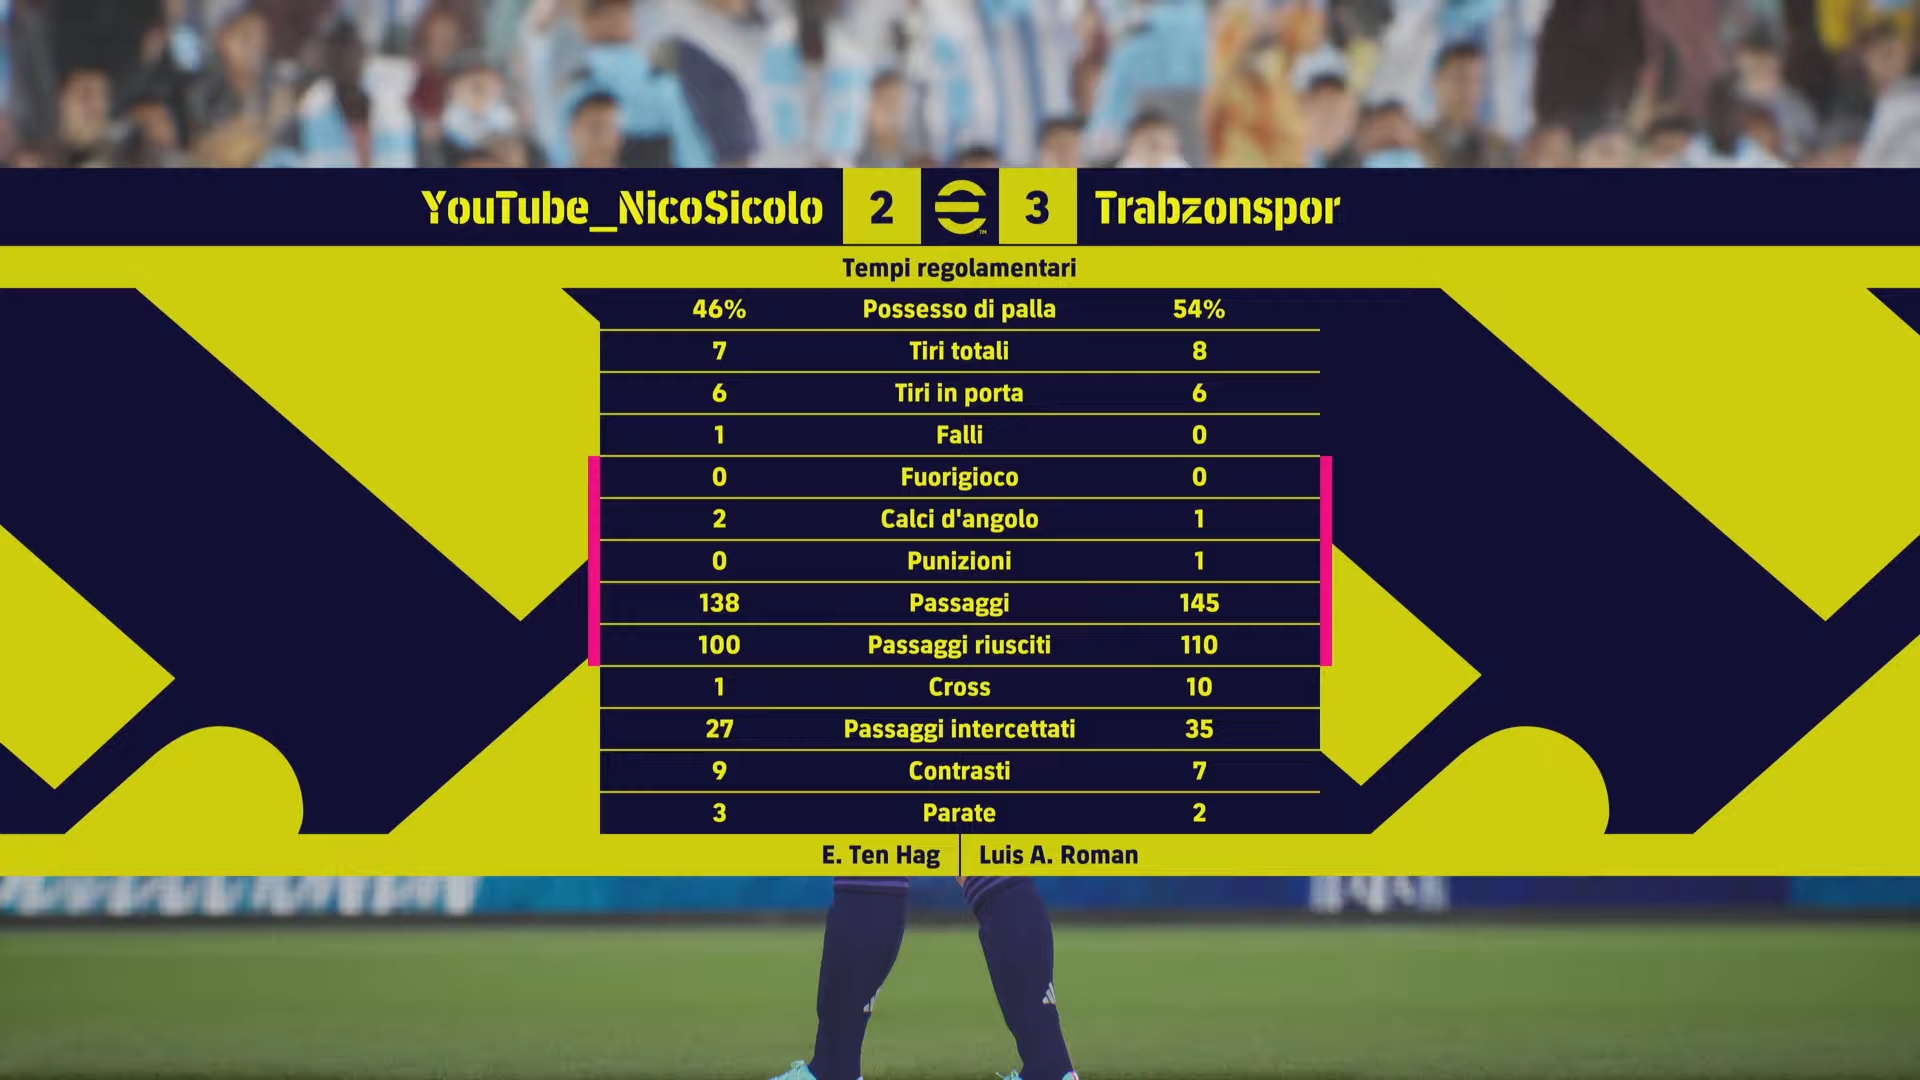 YouTube_NicoSicolo 2 3 Trabzonspor
Tempi regolamentari
46% Possesso di palla 54%
7 Tiri totali 8
6 Tiri in porta 6
1 Falli 0
0 Fuorigioco 0
2 Calci d'angolo 1
0 Punizioni 1
138 Passaggi 145
100 Passaggi riusciti 110
1 Cross 10
27 Passaggi intercettati 35
9 Contrasti 7
3 Parate 2
E. Ten Hag Luis A. Roman